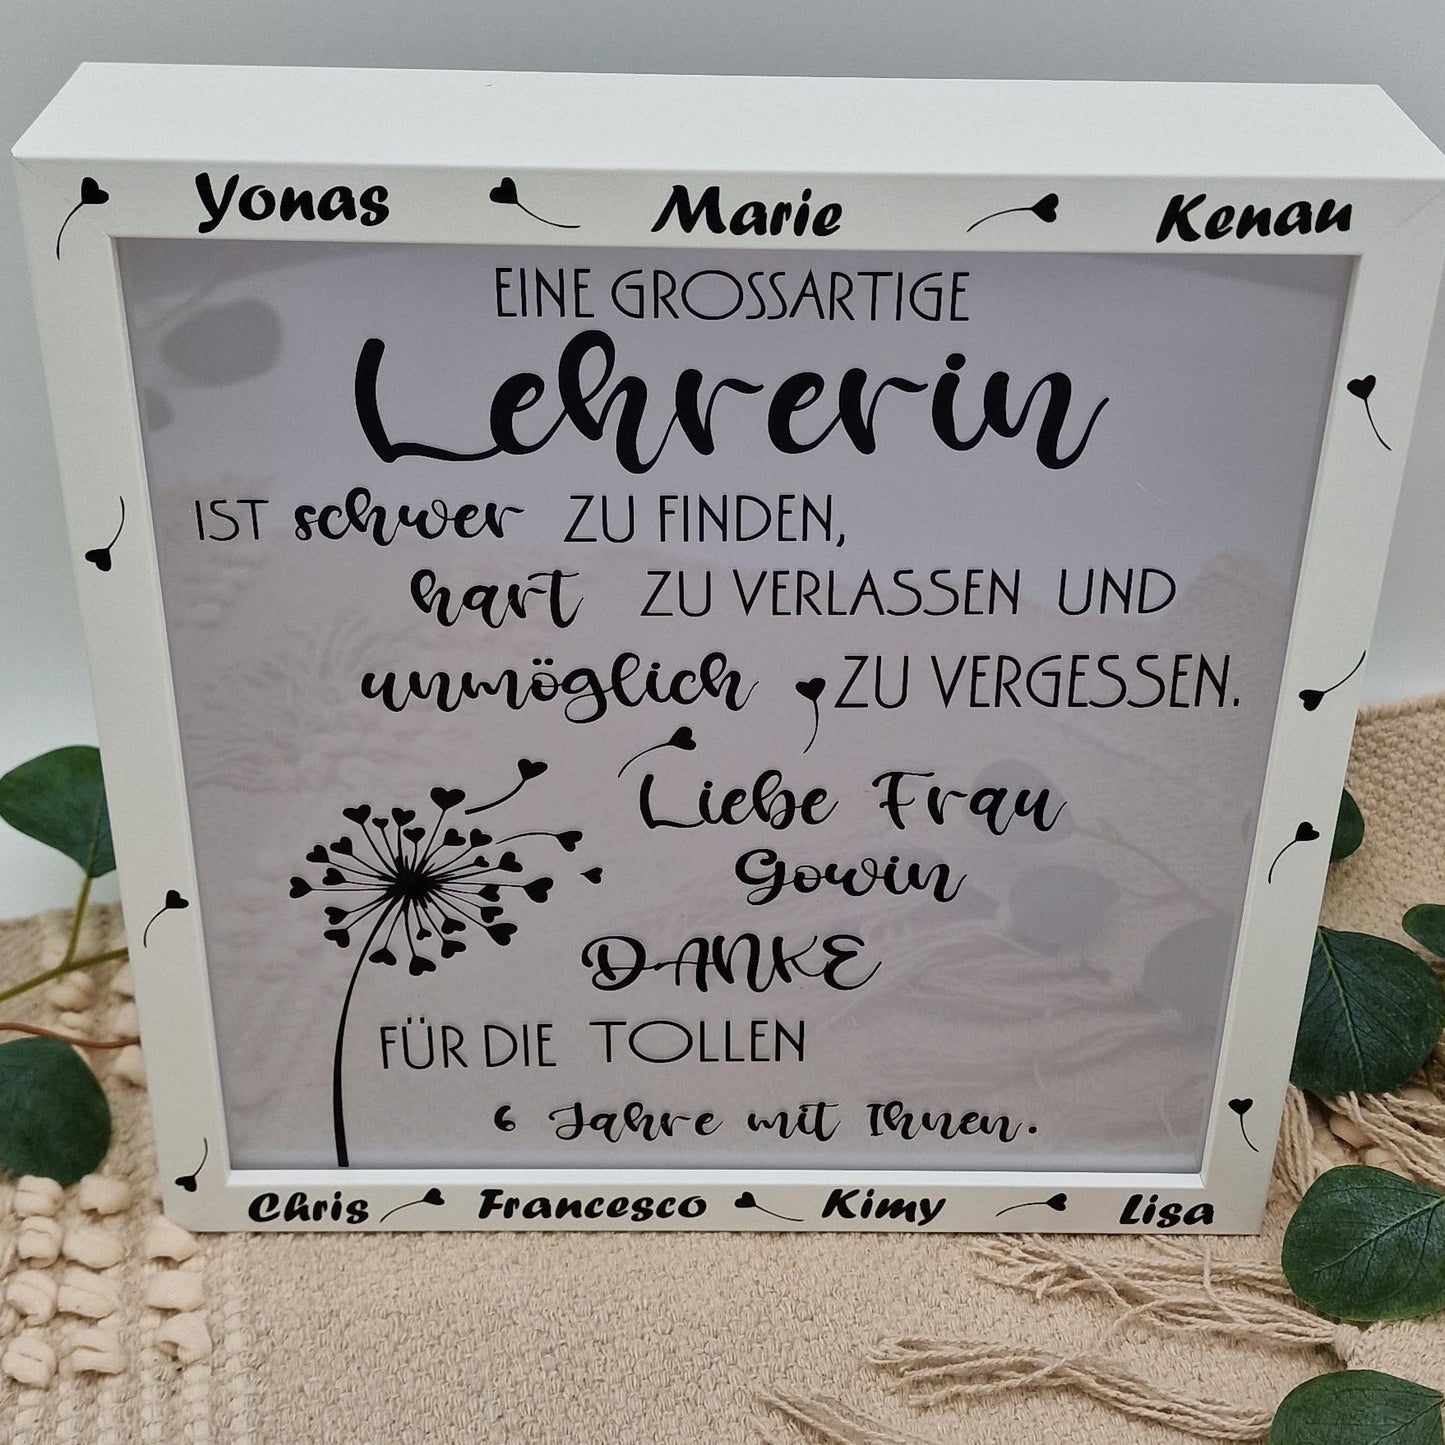 Yonas Marie Kenan
EINE GROSSARTIGE
Lehrerin
IST schwer ZU FINDEN,
hart ZU VERLASSEN UND
unmöglich ZU VERGESSEN.
Liebe Frau
Gowin
DANKE
FÜR DIE TOLLEN
6 Jahre mit Ihnen.
Chris Francesco Kimy Lisa